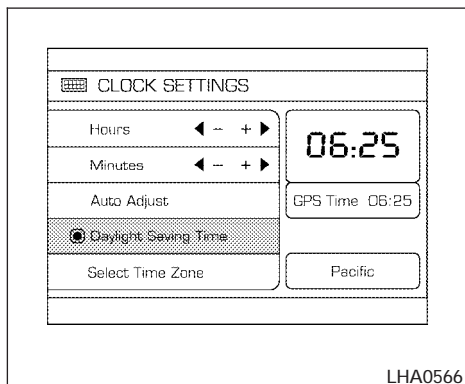 CLOCK SETTINGS
Hours - +
Minutes - +
Auto Adjust
Daylight Saving Time
Select Time Zone
06:25
GPS Time 06:25
Pacific
LHA0566